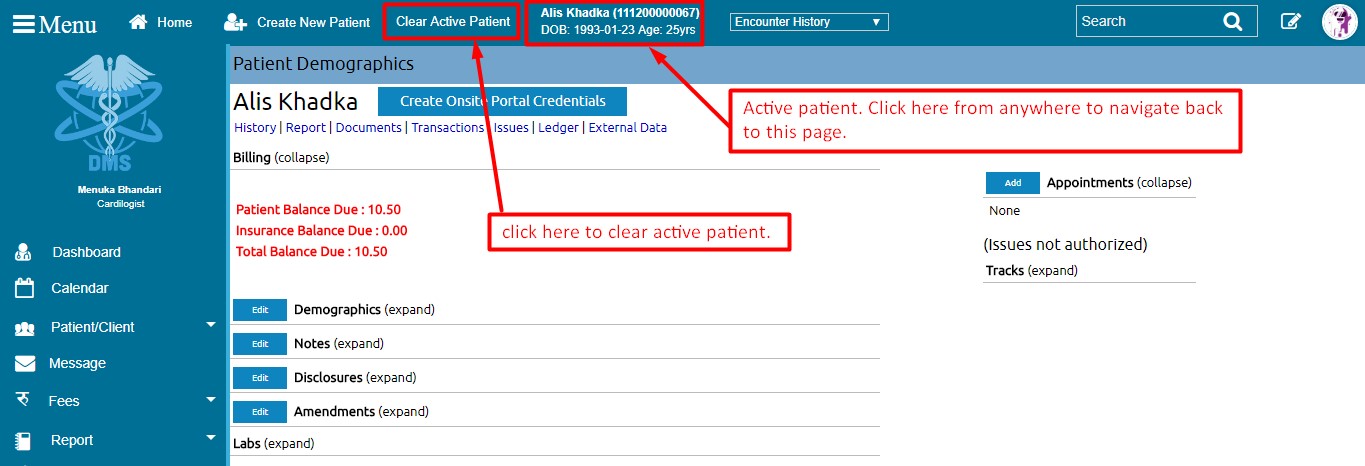 Menu
Home
Create New Patient
Clear Active Patient
Alis Khadka (111200000067)
DOB: 1993-01-23 Age: 25yrs
Encounter History
Search
Patient Demographics
Alis Khadka
Create Onsite Portal Credentials
History | Report | Documents | Transactions | Issues | Ledger | External Data
Active patient. Click here from anywhere to navigate back
to this page.
DMS
Menuka Bhandari
Cardilogist
Billing (collapse)
Patient Balance Due : 10.50
Insurance Balance Due : 0.00
Total Balance Due : 10.50
click here to clear active patient.
Add Appointments (collapse)
None
(Issues not authorized)
Tracks (expand)
Dashboard
Calendar
Patient/Client
Message
रु Fees
Report
Edit Demographics (expand)
Edit Notes (expand)
Edit Disclosures (expand)
Edit Amendments (expand)
Labs (expand)